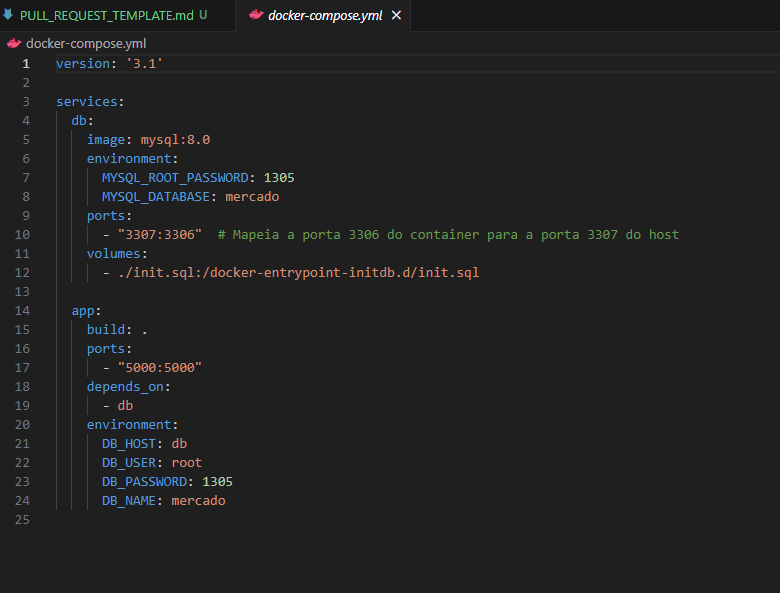 PULL_REQUEST_TEMPLATE.md U
docker-compose.yml
docker-compose.yml
1 version: '3.1'
2
3 services:
4   db:
5     image: mysql:8.0
6     environment:
7       MYSQL_ROOT_PASSWORD: 1305
8       MYSQL_DATABASE: mercado
9     ports:
10       - "3307:3306"  # Mapeia a porta 3306 do container para a porta 3307 do host
11     volumes:
12       - ./init.sql:/docker-entrypoint-initdb.d/init.sql
13
14   app:
15     build: .
16     ports:
17       - "5000:5000"
18     depends_on:
19       - db
20     environment:
21       DB_HOST: db
22       DB_USER: root
23       DB_PASSWORD: 1305
24       DB_NAME: mercado
25